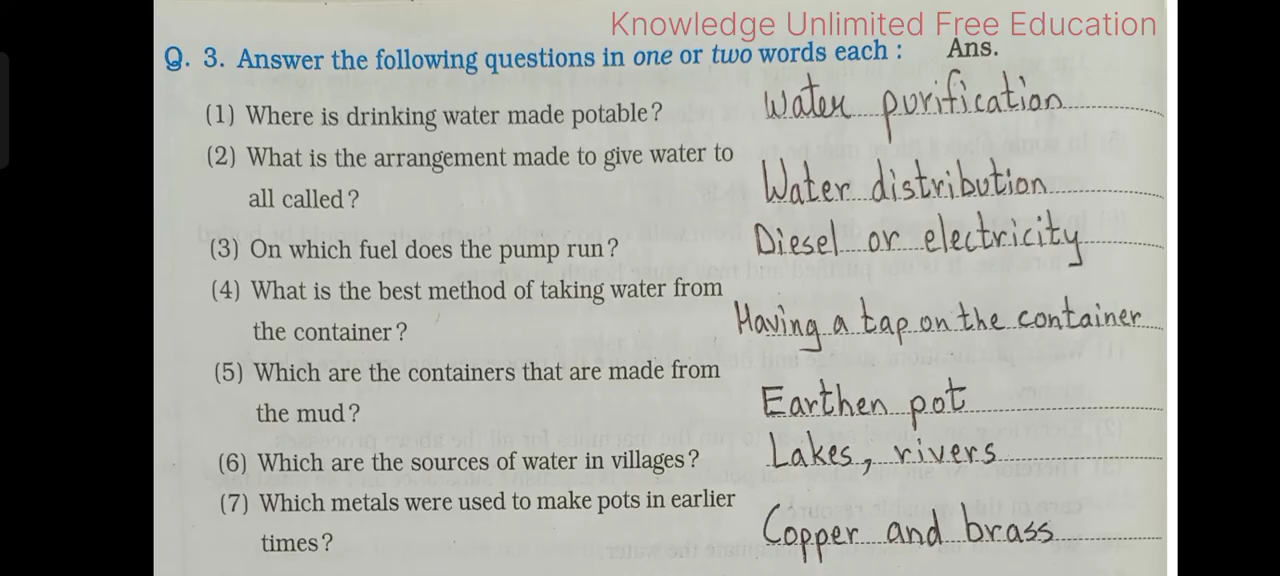 Knowledge Unlimited Free Education
Q. 3. Answer the following questions in one or two words each : Ans.
(1) Where is drinking water made potable? Water purification
(2) What is the arrangement made to give water to
all called? Water distribution
(3) On which fuel does the pump run? Diesel or electricity
(4) What is the best method of taking water from
the container? Having a tap on the container
(5) Which are the containers that are made from
the mud? Earthen pot
(6) Which are the sources of water in villages? Lakes, rivers
(7) Which metals were used to make pots in earlier
times? Copper and brass